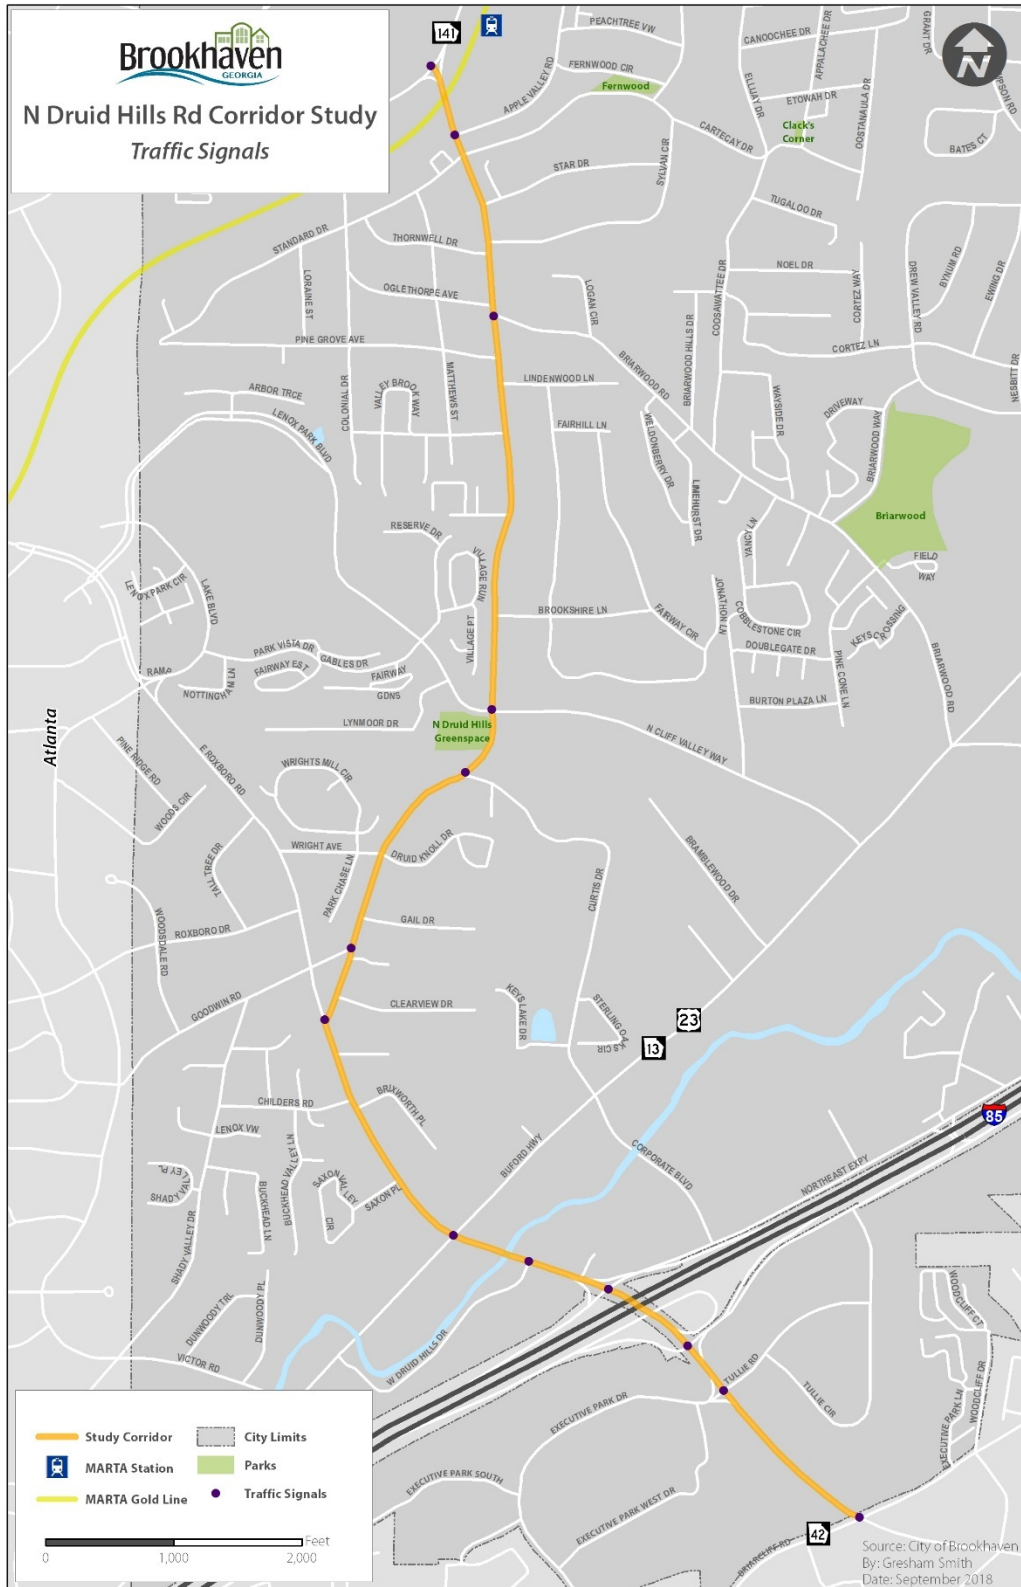 Brookhaven
GEORGIA
N Druid Hills Rd Corridor Study
Traffic Signals
141
PEACHTREE VW
FERNWOOD CIR
APPLE VALLEY RD
Fernwood
CANOOCHEE DR
APPALACHEE DR
GRANT DR
N
ELLIJAY DR
ETOWAH DR
Clack's
Corner
OOSTANAULA DR
BATES CT
CARTECAY DR
STAR DR
SYLVAN CIR
TUGALOO DR
STANDARD DR
THORNWELL DR
LORAINE ST
OGLETHORPE AVE
LOGAN CIR
NOEL DR
COOSAWATTEE DR
CORTEZ WAY
DREW VALLEY RD
BYNUM RD
EWING DR
PINE GROVE AVE
BRIARWOOD RD
BRIARWOOD HILLS DR
CORTEZ LN
NESBITT DR
ARBOR TRCE
LENOX PARK BLVD
COLONIAL DR
VALLEY BROOK WAY
MATTHEWS ST
LINDENWOOD LN
FAIRHILL LN
WELDONBERRY DR
LIMEHURST DR
WAYSIDE DR
DRIVEWAY
BRIARWOOD WAY
Briarwood
RESERVE DR
VILLAGE RUN
YANCY LN
FIELD
WAY
LENOX PARK CIR
LAKE BLVD
VILLAGE PT
BROOKSHIRE LN
FAIRWAY CIR
JONATHON LN
COBBLESTONE CIR
KEYS CROSSING
DOUBLEGATE DR
PARK VISTA DR
GABLES DR
FAIRWAY EST
FAIRWAY
GDNS
RAMP
NOTTINGHAM LN
PINE CONE LN
BRIARWOOD RD
BURTON PLAZA LN
LYNMOOR DR
N Druid Hills
Greenspace
N CLIFF VALLEY WAY
Atlanta
PINE RIDGE RD
E ROXBORO RD
WRIGHTS MILL CIR
WOODS CIR
WRIGHT AVE
DRUID KNOLL DR
TALL TREE DR
PARK CHASE LN
CURTIS DR
BRAMBLEWOOD DR
WOODSDALE RD
ROXBORO DR
GAIL DR
GOODWIN RD
CLEARVIEW DR
KEYS LAKE DR
23
13
CHILDERS RD
BRIXWORTH PL
85
LENOX VW
BUCKHEAD VALLEY LN
BUFORD HWY
CORPORATE BLVD
NORTHEAST EXPY
SHADY VALLEY PL
BUCKHEAD LN
SAXON VALLEY
CIR
SAXON PL
SHADY VALLEY DR
DUNWOODY TRL
DUNWOODY PL
WOODCLIFF CT
VICTOR RD
W DRUID HILLS DR
TULLIE RD
TULLIE CIR
WOODCLIFF DR
EXECUTIVE PARK LN
EXECUTIVE PARK DR
EXECUTIVE PARK SOUTH
EXECUTIVE PARK WEST DR
42
BRIARCLIFF RD
Study Corridor
City Limits
MARTA Station
Parks
MARTA Gold Line
Traffic Signals
Feet
0
1,000
2,000
Source: City of Brookhaven
By: Gresham Smith
Date: September 2018